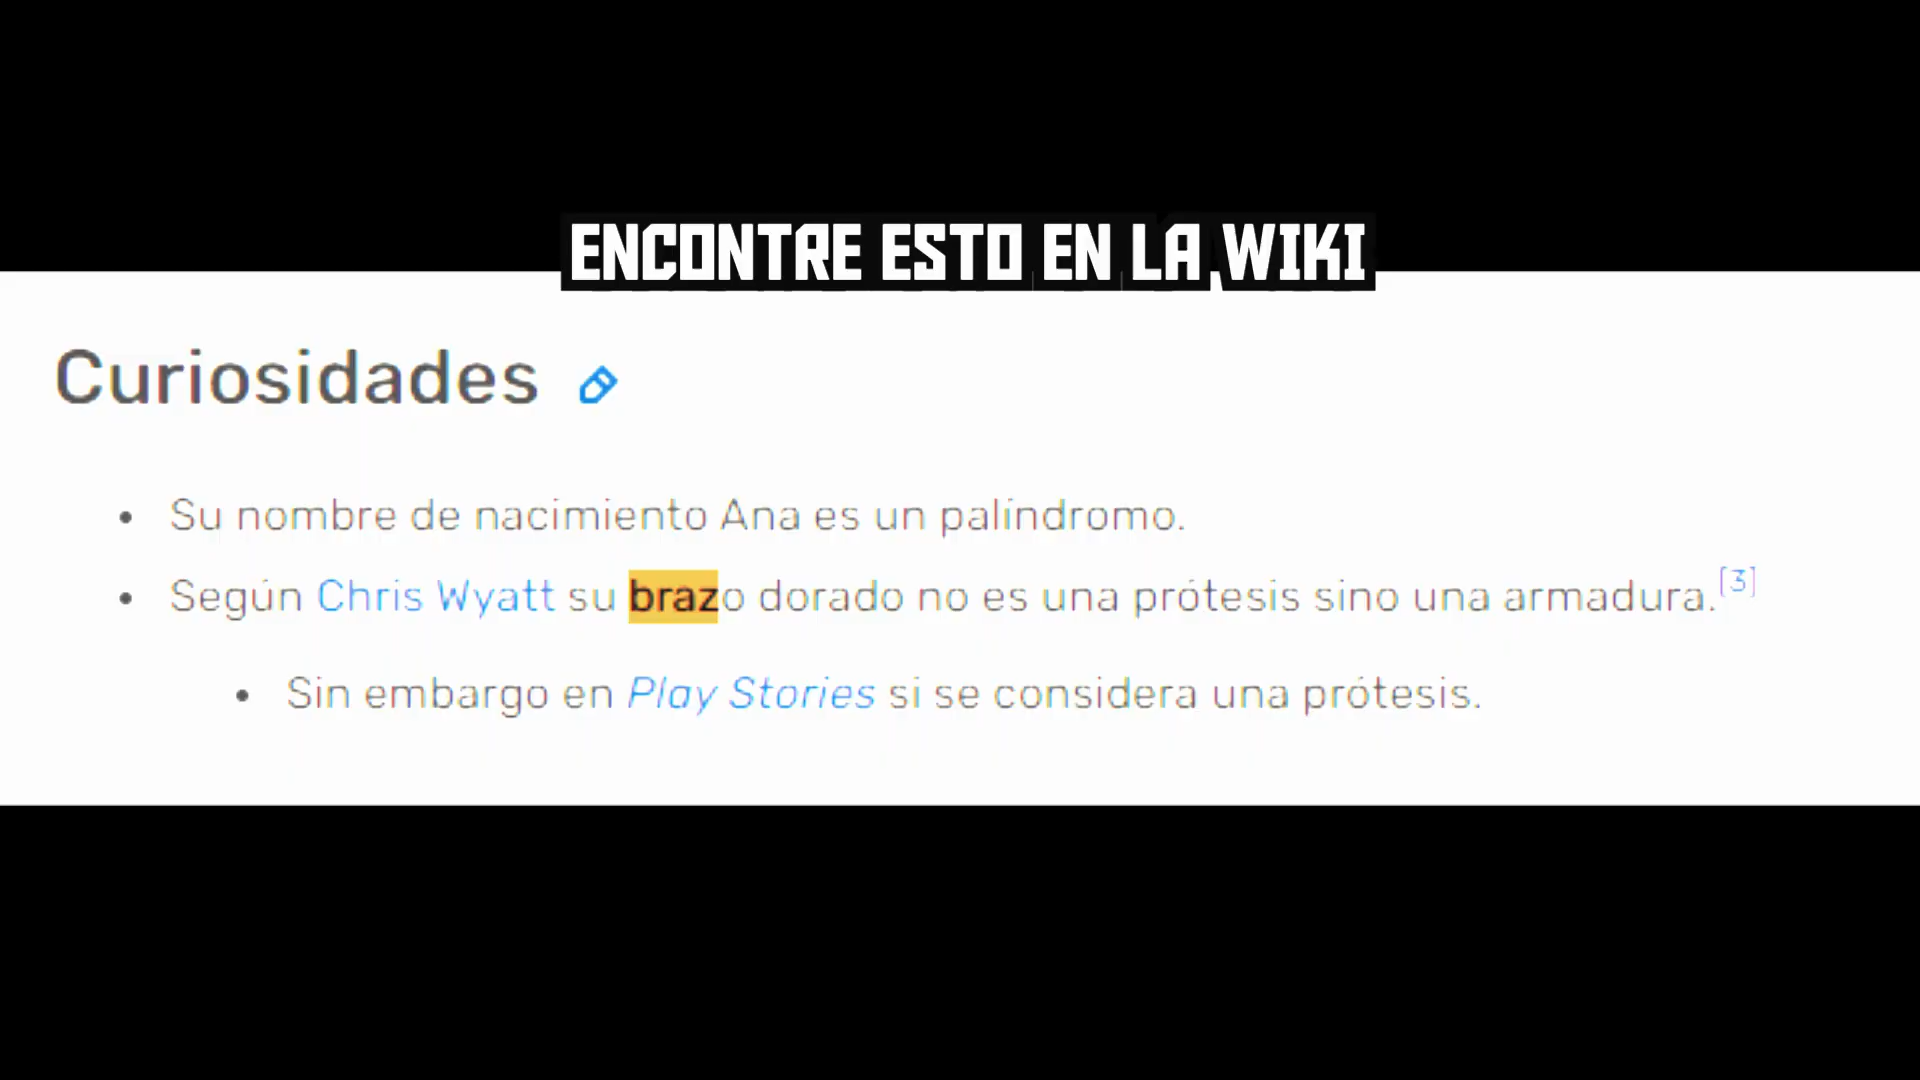 ENCONTRE ESTO EN LA WIKI
Curiosidades
• Su nombre de nacimiento Ana es un palíndromo.
• Según Chris Wyatt su brazo dorado no es una prótesis sino una armadura.[3]
• Sin embargo en Play Stories si se considera una prótesis.